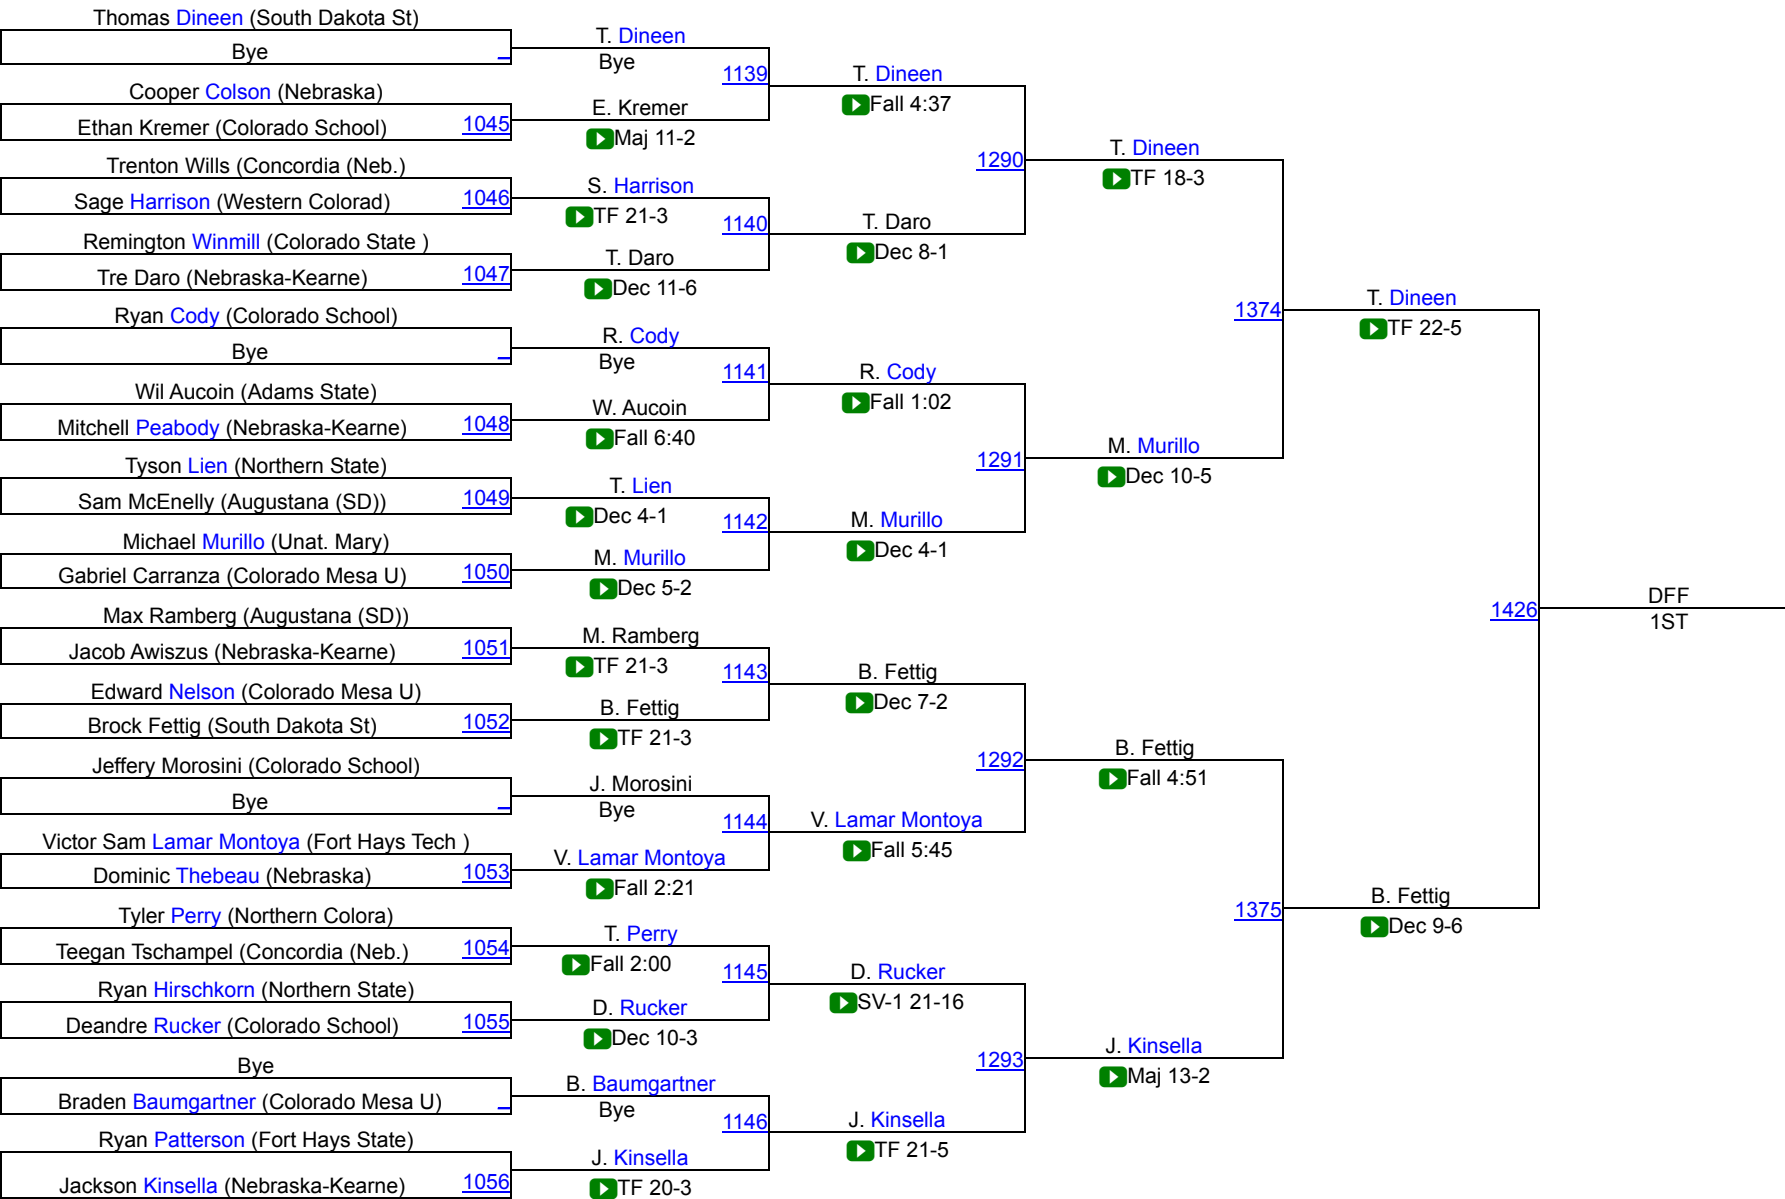 Thomas Dineen (South Dakota St)
Bye
Cooper Colson (Nebraska)
Ethan Kremer (Colorado School)
1045
Trenton Wills (Concordia (Neb.)
Sage Harrison (Western Colorad)
1046
Remington Winmill (Colorado State )
Tre Daro (Nebraska-Kearne)
1047
Ryan Cody (Colorado School)
Bye
Wil Aucoin (Adams State)
Mitchell Peabody (Nebraska-Kearne)
1048
Tyson Lien (Northern State)
Sam McEnelly (Augustana (SD))
1049
Michael Murillo (Unat. Mary)
Gabriel Carranza (Colorado Mesa U)
1050
Max Ramberg (Augustana (SD))
Jacob Awiszus (Nebraska-Kearne)
1051
Edward Nelson (Colorado Mesa U)
Brock Fettig (South Dakota St)
1052
Jeffery Morosini (Colorado School)
Bye
Victor Sam Lamar Montoya (Fort Hays Tech )
Dominic Thebeau (Nebraska)
1053
Tyler Perry (Northern Colora)
Teegan Tschampel (Concordia (Neb.)
1054
Ryan Hirschkorn (Northern State)
Deandre Rucker (Colorado School)
1055
Bye
Braden Baumgartner (Colorado Mesa U)
Ryan Patterson (Fort Hays State)
Jackson Kinsella (Nebraska-Kearne)
1056
T. Dineen
Bye
1139
E. Kremer
Maj 11-2
S. Harrison
TF 21-3
1140
T. Daro
Dec 11-6
R. Cody
Bye
1141
W. Aucoin
Fall 6:40
T. Lien
Dec 4-1
1142
M. Murillo
Dec 5-2
M. Ramberg
TF 21-3
1143
B. Fettig
TF 21-3
J. Morosini
Bye
1144
V. Lamar Montoya
Fall 2:21
T. Perry
Fall 2:00
1145
D. Rucker
Dec 10-3
B. Baumgartner
Bye
1146
J. Kinsella
TF 20-3
T. Dineen
Fall 4:37
1290
T. Daro
Dec 8-1
R. Cody
Fall 1:02
1291
M. Murillo
Dec 4-1
B. Fettig
Dec 7-2
1292
V. Lamar Montoya
Fall 5:45
D. Rucker
SV-1 21-16
1293
J. Kinsella
TF 21-5
T. Dineen
TF 18-3
1374
M. Murillo
Dec 10-5
B. Fettig
Fall 4:51
1375
J. Kinsella
Maj 13-2
T. Dineen
TF 22-5
1426
B. Fettig
Dec 9-6
DFF
1ST